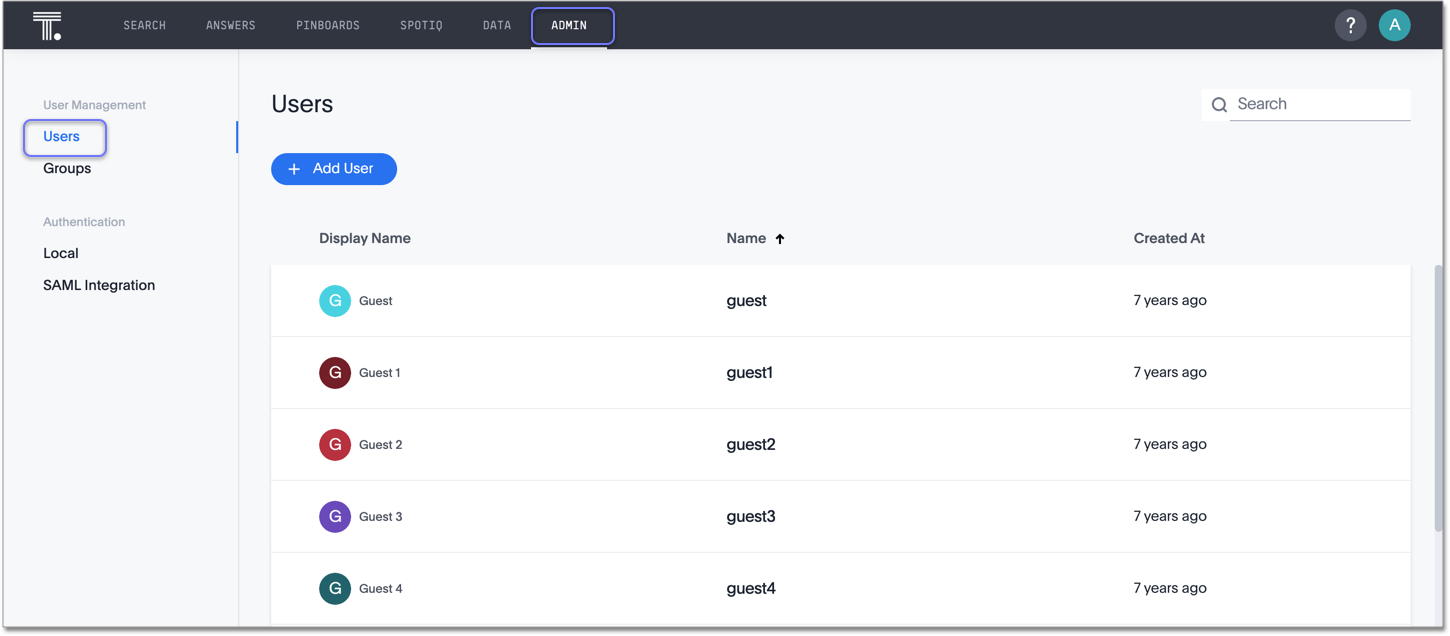 T. SEARCH ANSWERS PINBOARDS SPOTIQ DATA ADMIN ? A
User Management
Users
Groups
Authentication
Local
SAML Integration
Users
Search
+ Add User
Display Name Name ↑ Created At
G Guest guest 7 years ago
G Guest 1 guest1 7 years ago
G Guest 2 guest2 7 years ago
G Guest 3 guest3 7 years ago
G Guest 4 guest4 7 years ago